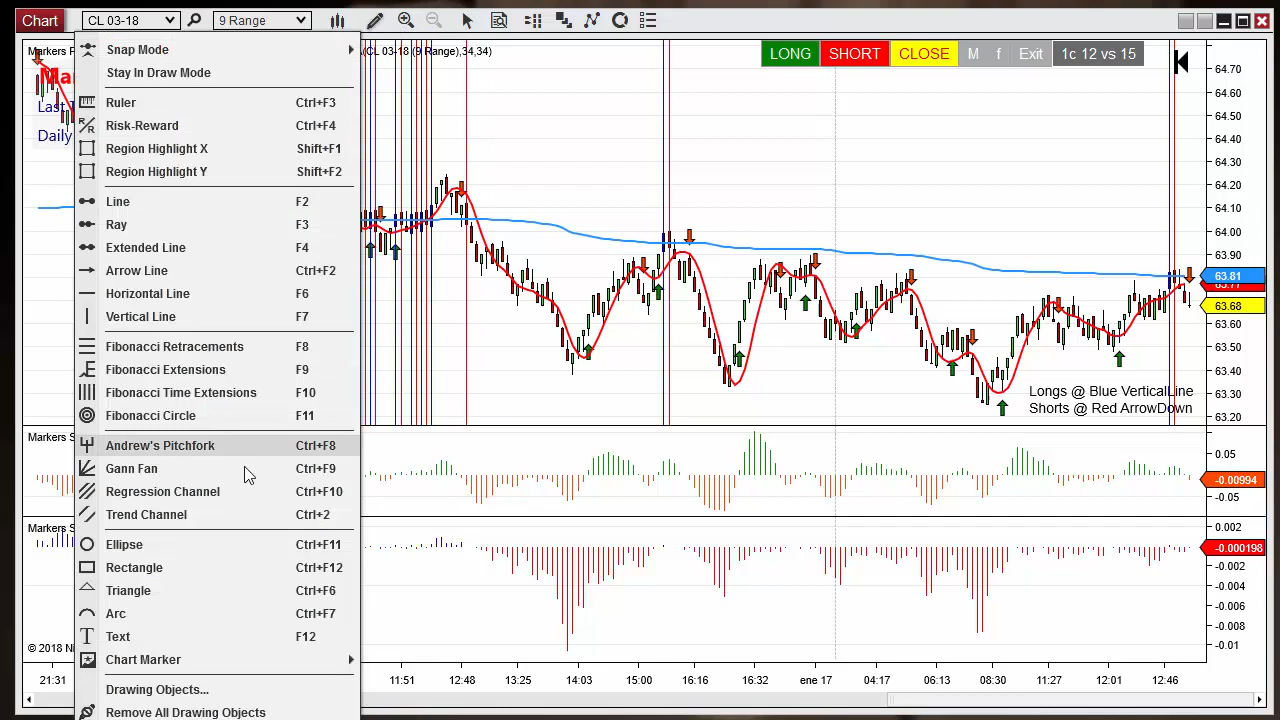 Chart CL 03-18 9 Range
Markers CL 03-18 (9 Range),34,34)
LONG SHORT CLOSE M f Exit 1c 12 vs 15
Last
Daily
Snap Mode
Stay In Draw Mode
Ruler Ctrl+F3
Risk-Reward Ctrl+F4
Region Highlight X Shift+F1
Region Highlight Y Shift+F2
Line F2
Ray F3
Extended Line F4
Arrow Line Ctrl+F2
Horizontal Line F6
Vertical Line F7
Fibonacci Retracements F8
Fibonacci Extensions F9
Fibonacci Time Extensions F10
Fibonacci Circle F11
Andrew's Pitchfork Ctrl+F8
Gann Fan Ctrl+F9
Regression Channel Ctrl+F10
Trend Channel Ctrl+2
Ellipse Ctrl+F11
Rectangle Ctrl+F12
Triangle Ctrl+F6
Arc Ctrl+F7
Text F12
Chart Marker
Drawing Objects...
Remove All Drawing Objects
64.70
64.60
64.50
64.40
64.30
64.20
64.10
64.00
63.90
63.81
63.77
63.68
63.60
63.50
63.40
63.30
63.20
Longs @ Blue VerticalLine
Shorts @ Red ArrowDown
Markers S
0.05
-0.00994
-0.05
Markers S
0.002
-0.000198
-0.002
-0.004
-0.006
-0.008
-0.01
© 2018 Ni
21:31 11:51 12:48 13:25 14:03 15:00 16:16 16:32 ene 17 04:17 06:13 08:30 11:27 12:01 12:46